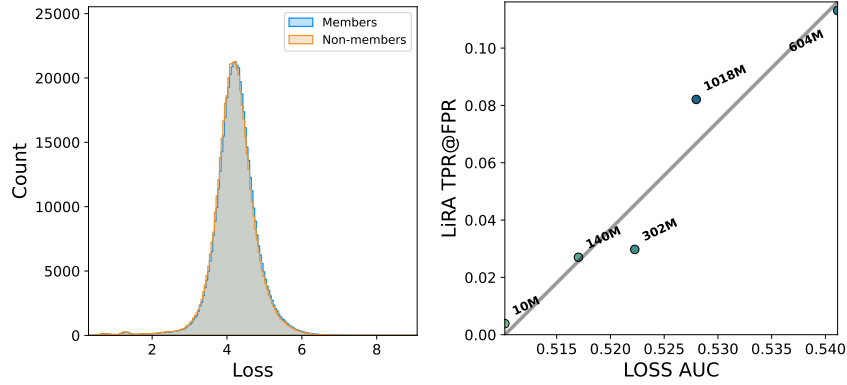 25000
20000
15000
10000
5000
0
Count
2
4
6
8
Loss
Members
Non-members
0.10
0.08
0.06
0.04
0.02
0.00
LiRA TPR@FPR
0.515
0.520
0.525
0.530
0.535
0.540
LOSS AUC
10M
140M
302M
1018M
604M